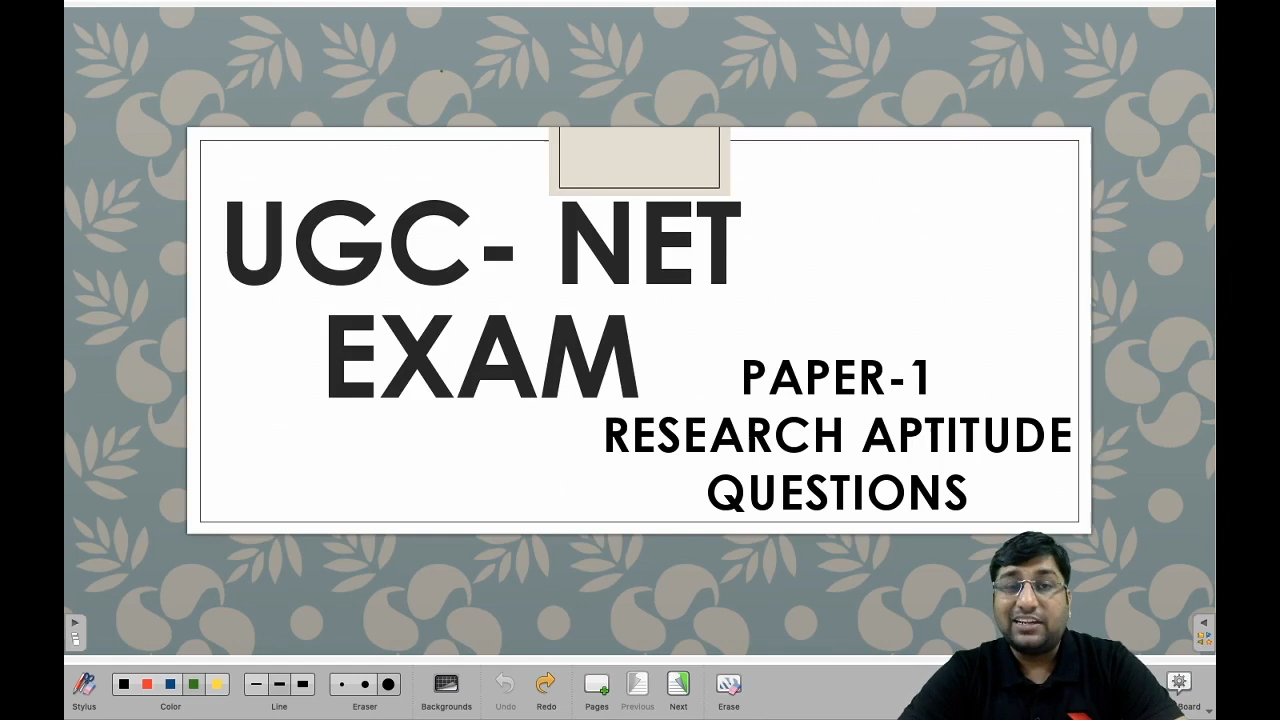 UGC- NET
EXAM
PAPER-1
RESEARCH APTITUDE
QUESTIONS
Stylus
Color
Line
Eraser
Backgrounds
Undo
Redo
Pages
Previous
Next
Erase
Board